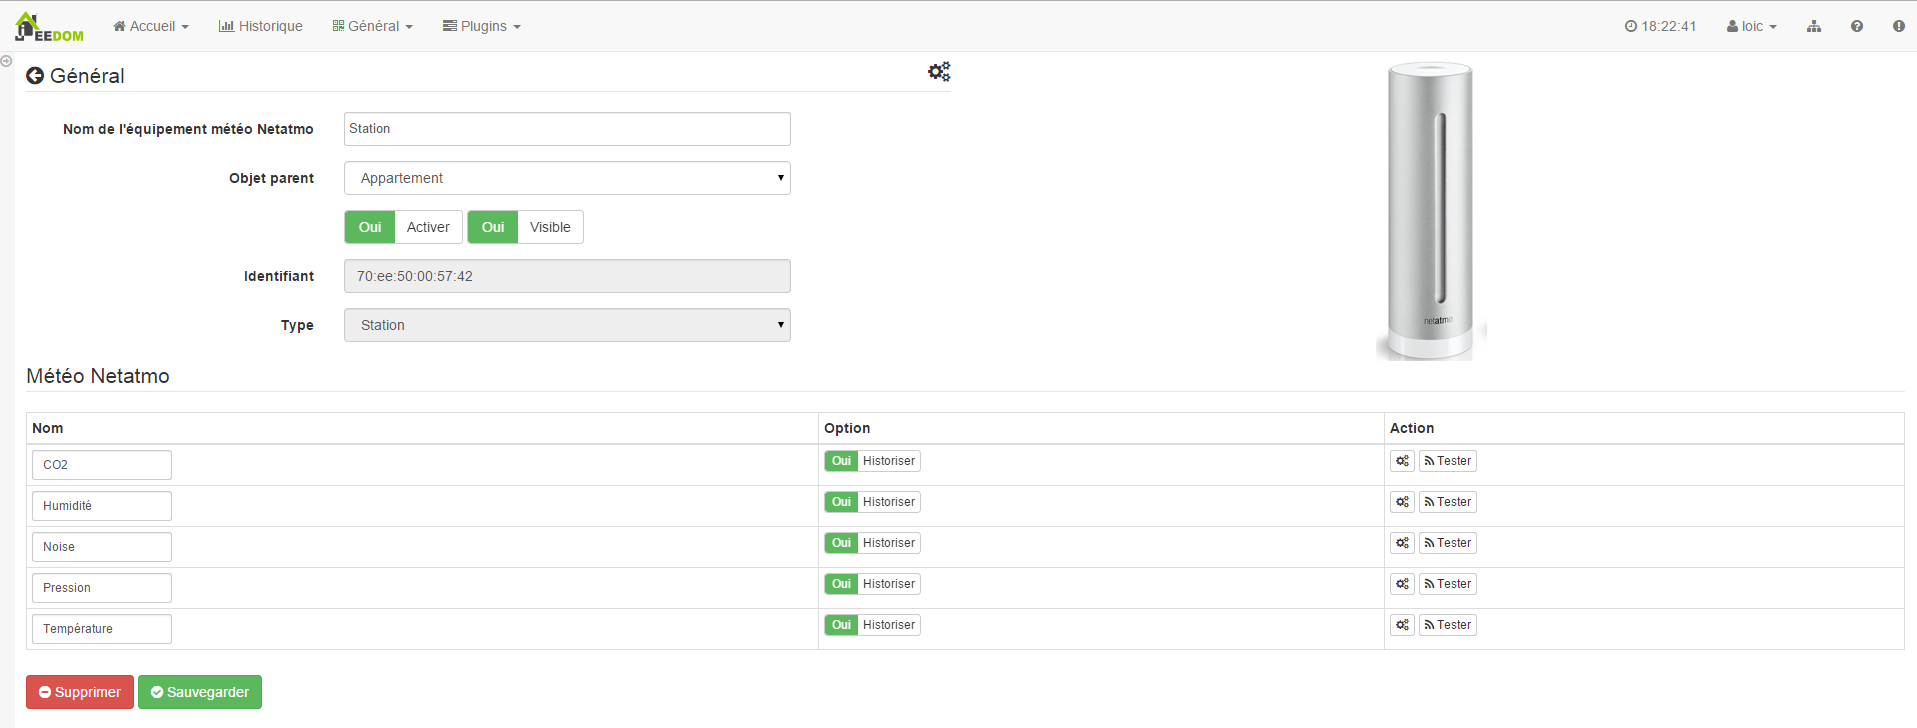 JEEDOM Accueil Historique Général Plugins 18:22:41 loic
Général
Nom de l'équipement météo Netatmo Station
Objet parent Appartement
Oui Activer Oui Visible
Identifiant 70:ee:50:00:57:42
Type Station
netatmo
Météo Netatmo
Nom Option Action
CO2 Oui Historiser Tester
Humidité Oui Historiser Tester
Noise Oui Historiser Tester
Pression Oui Historiser Tester
Température Oui Historiser Tester
Supprimer Sauvegarder